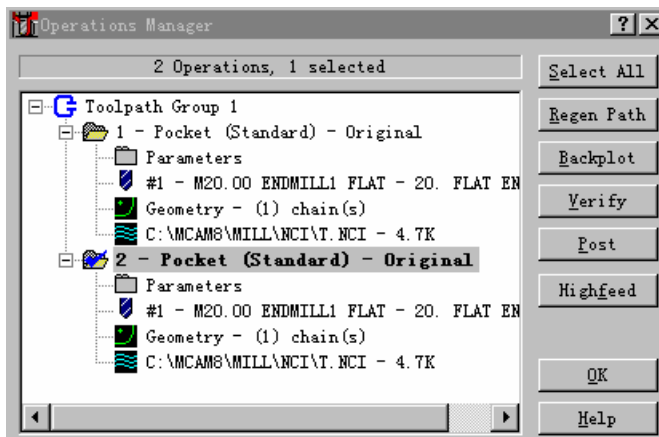 Operations Manager
2 Operations, 1 selected
Toolpath Group 1
1 - Pocket (Standard) - Original
Parameters
#1 - M20.00 ENDMILL1 FLAT - 20. FLAT EN
Geometry - (1) chain(s)
C:\MCAM8\MILL\NCI\T.NCI - 4.7K
2 - Pocket (Standard) - Original
Parameters
#1 - M20.00 ENDMILL1 FLAT - 20. FLAT EN
Geometry - (1) chain(s)
C:\MCAM8\MILL\NCI\T.NCI - 4.7K
Select All
Regen Path
Backplot
Verify
Post
Highfeed
OK
Help